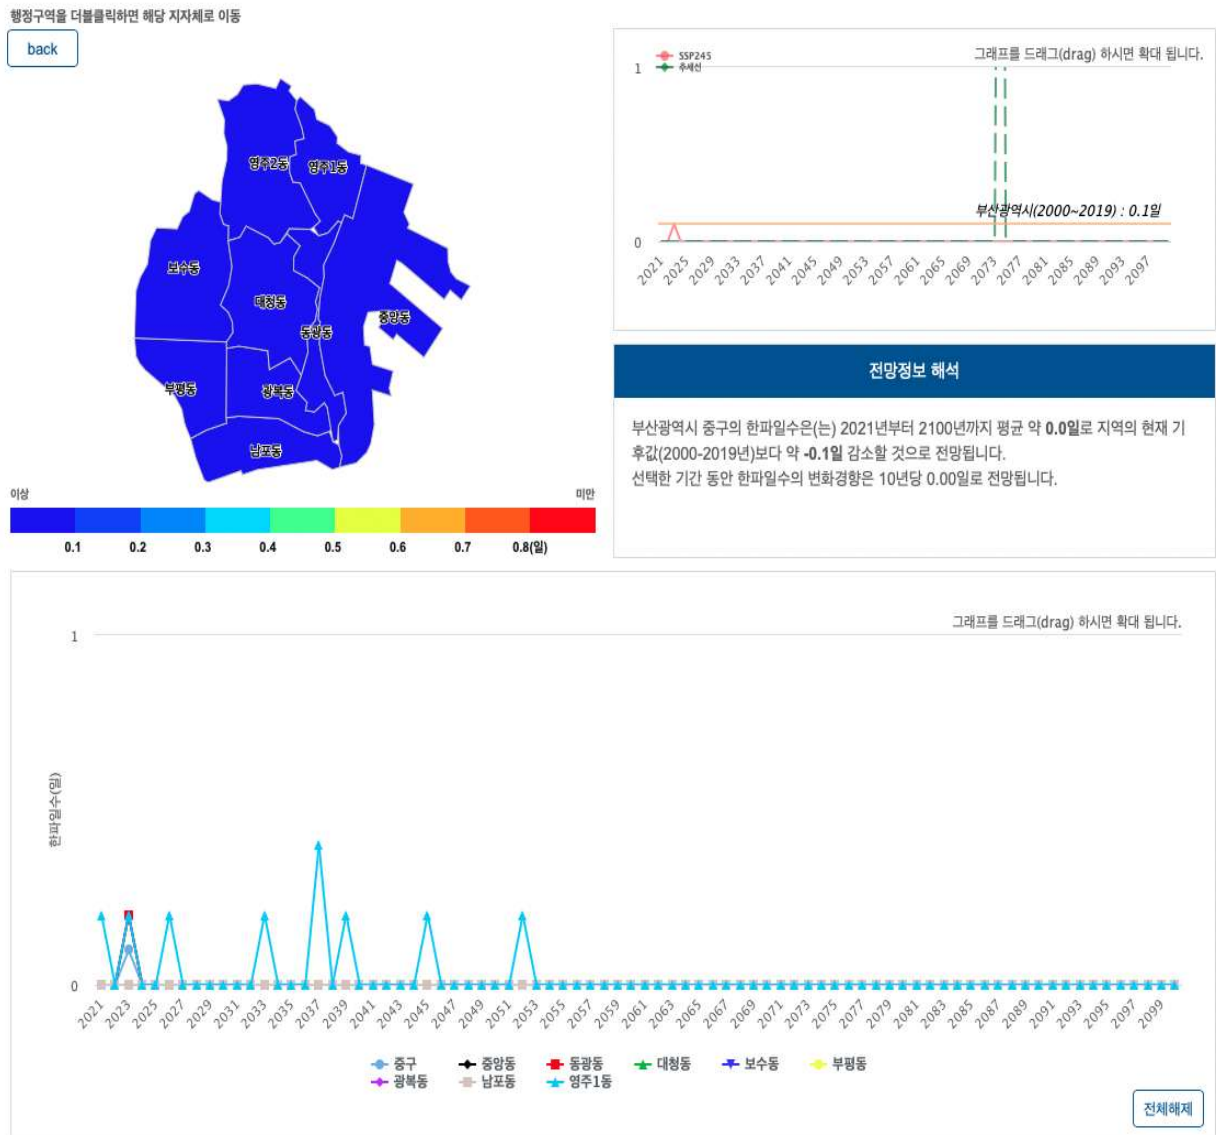 행정구역을 더블클릭하면 해당 지자체로 이동
back
영주2동
영주1동
보수동
대청동
동광동
중앙동
부평동
광복동
남포동
이상 미만
0.1 0.2 0.3 0.4 0.5 0.6 0.7 0.8(일)
SSP245
추세선
그래프를 드래그(drag) 하시면 확대 됩니다.
1
부산광역시(2000~2019) : 0.1일
0
2021 2025 2029 2033 2037 2041 2045 2049 2053 2057 2061 2065 2069 2073 2077 2081 2085 2089 2093 2097
전망정보 해석
부산광역시 중구의 한파일수은(는) 2021년부터 2100년까지 평균 약 0.0일로 지역의 현재 기
후값(2000-2019년)보다 약 -0.1일 감소할 것으로 전망됩니다.
선택한 기간 동안 한파일수의 변화경향은 10년당 0.00일로 전망됩니다.
그래프를 드래그(drag) 하시면 확대 됩니다.
1
한파일수(일)
0
2021 2023 2025 2027 2029 2031 2033 2035 2037 2039 2041 2043 2045 2047 2049 2051 2053 2055 2057 2059 2061 2063 2065 2067 2069 2071 2073 2075 2077 2079 2081 2083 2085 2087 2089 2091 2093 2095 2097 2099
중구 중앙동 동광동 대청동 보수동 부평동
광복동 남포동 영주1동
전체해제